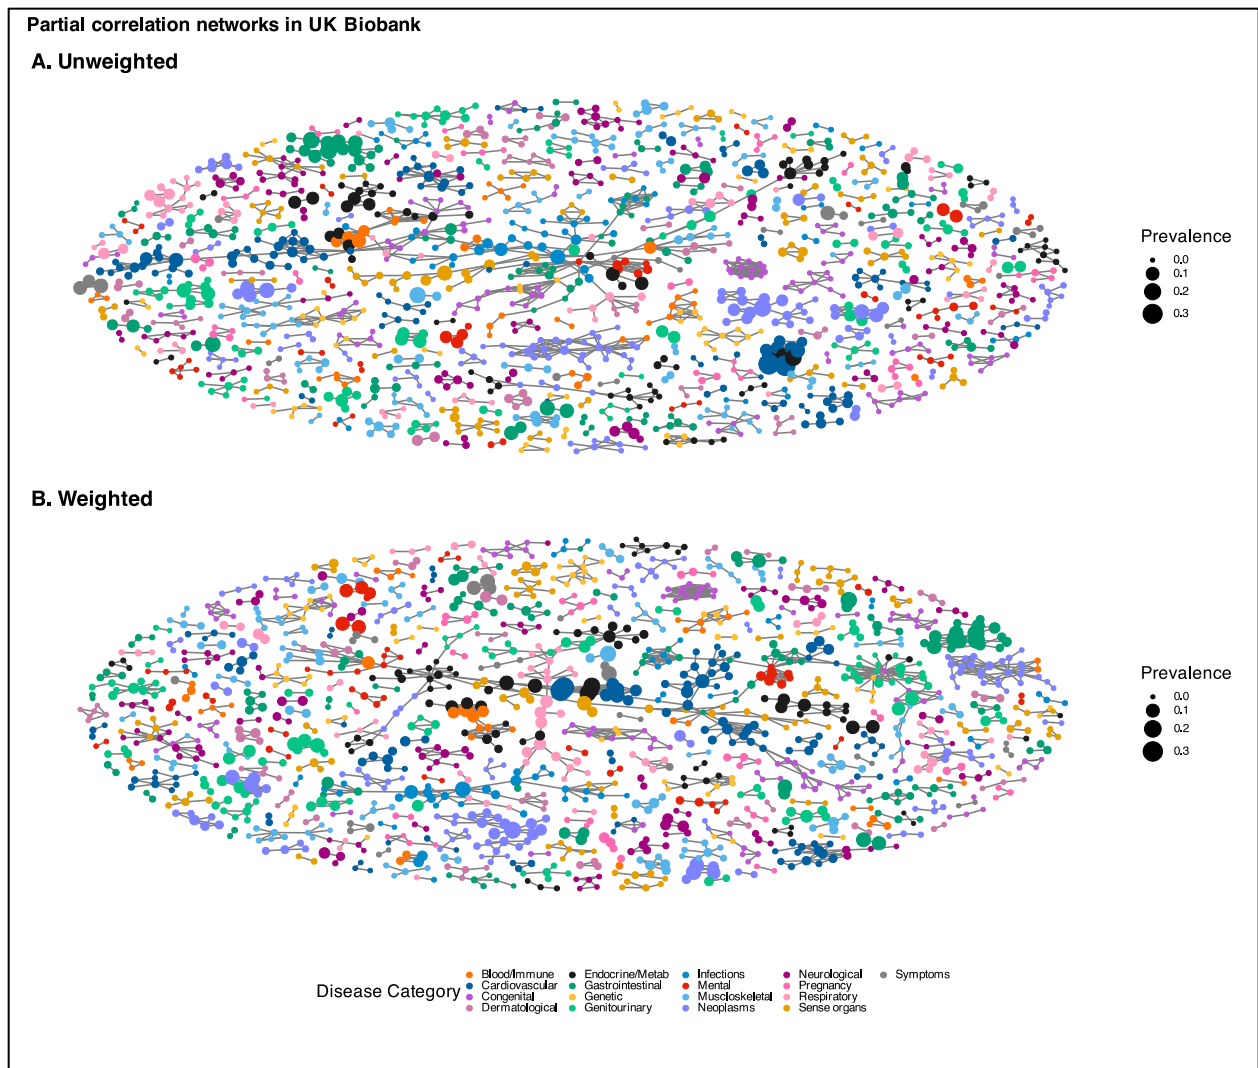 Partial correlation networks in UK Biobank
A. Unweighted
Prevalence
0.0
0.1
0.2
0.3
B. Weighted
Prevalence
0.0
0.1
0.2
0.3
Disease Category
Blood/Immune
Cardiovascular
Congenital
Dermatological
Endocrine/Metab
Gastrointestinal
Genetic
Genitourinary
Infections
Mental
Muscloskeletal
Neoplasms
Neurological
Pregnancy
Respiratory
Sense organs
Symptoms